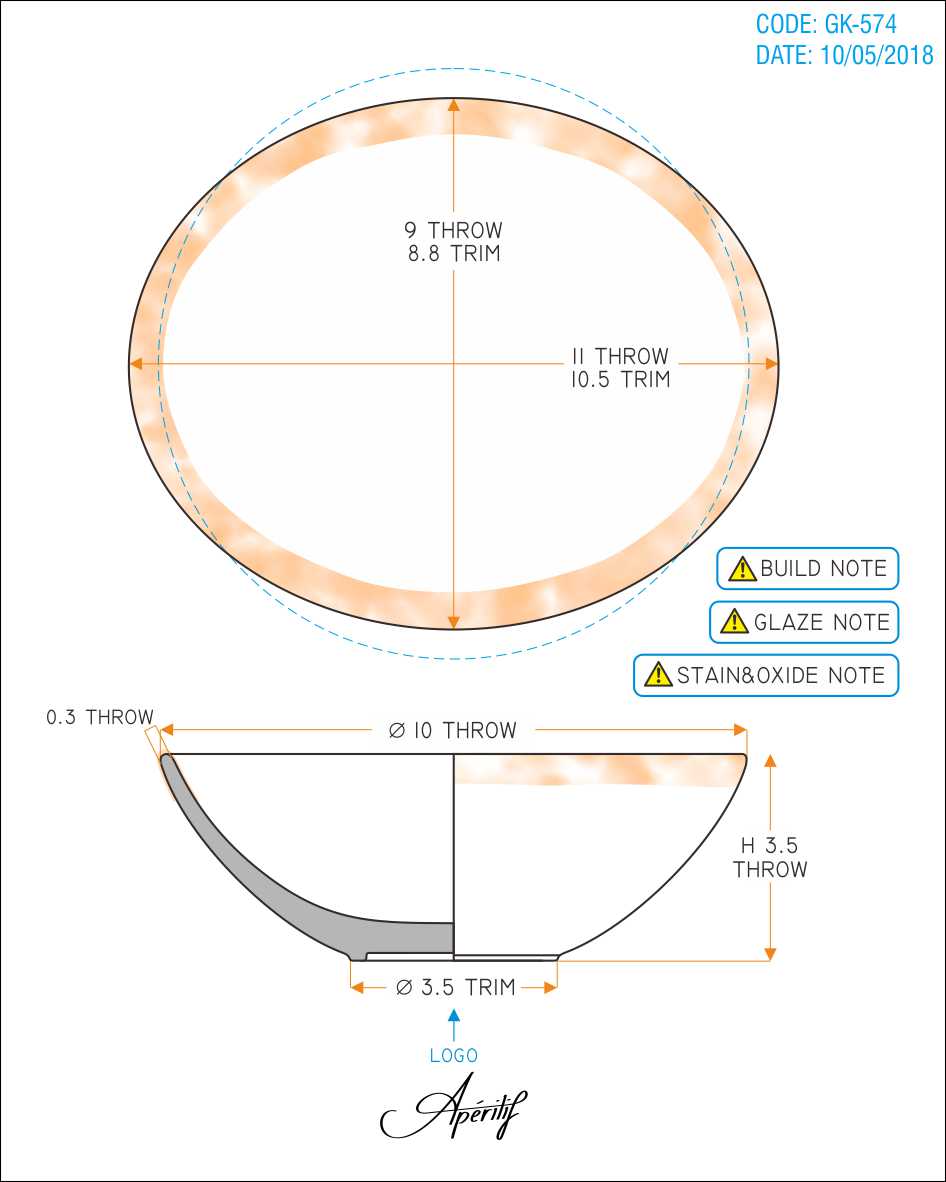 CODE: GK-574
DATE: 10/05/2018
9 THROW
8.8 TRIM
11 THROW
10.5 TRIM
BUILD NOTE
GLAZE NOTE
STAIN&OXIDE NOTE
0.3 THROW
Ø 10 THROW
H 3.5
THROW
Ø 3.5 TRIM
LOGO
Apéritif